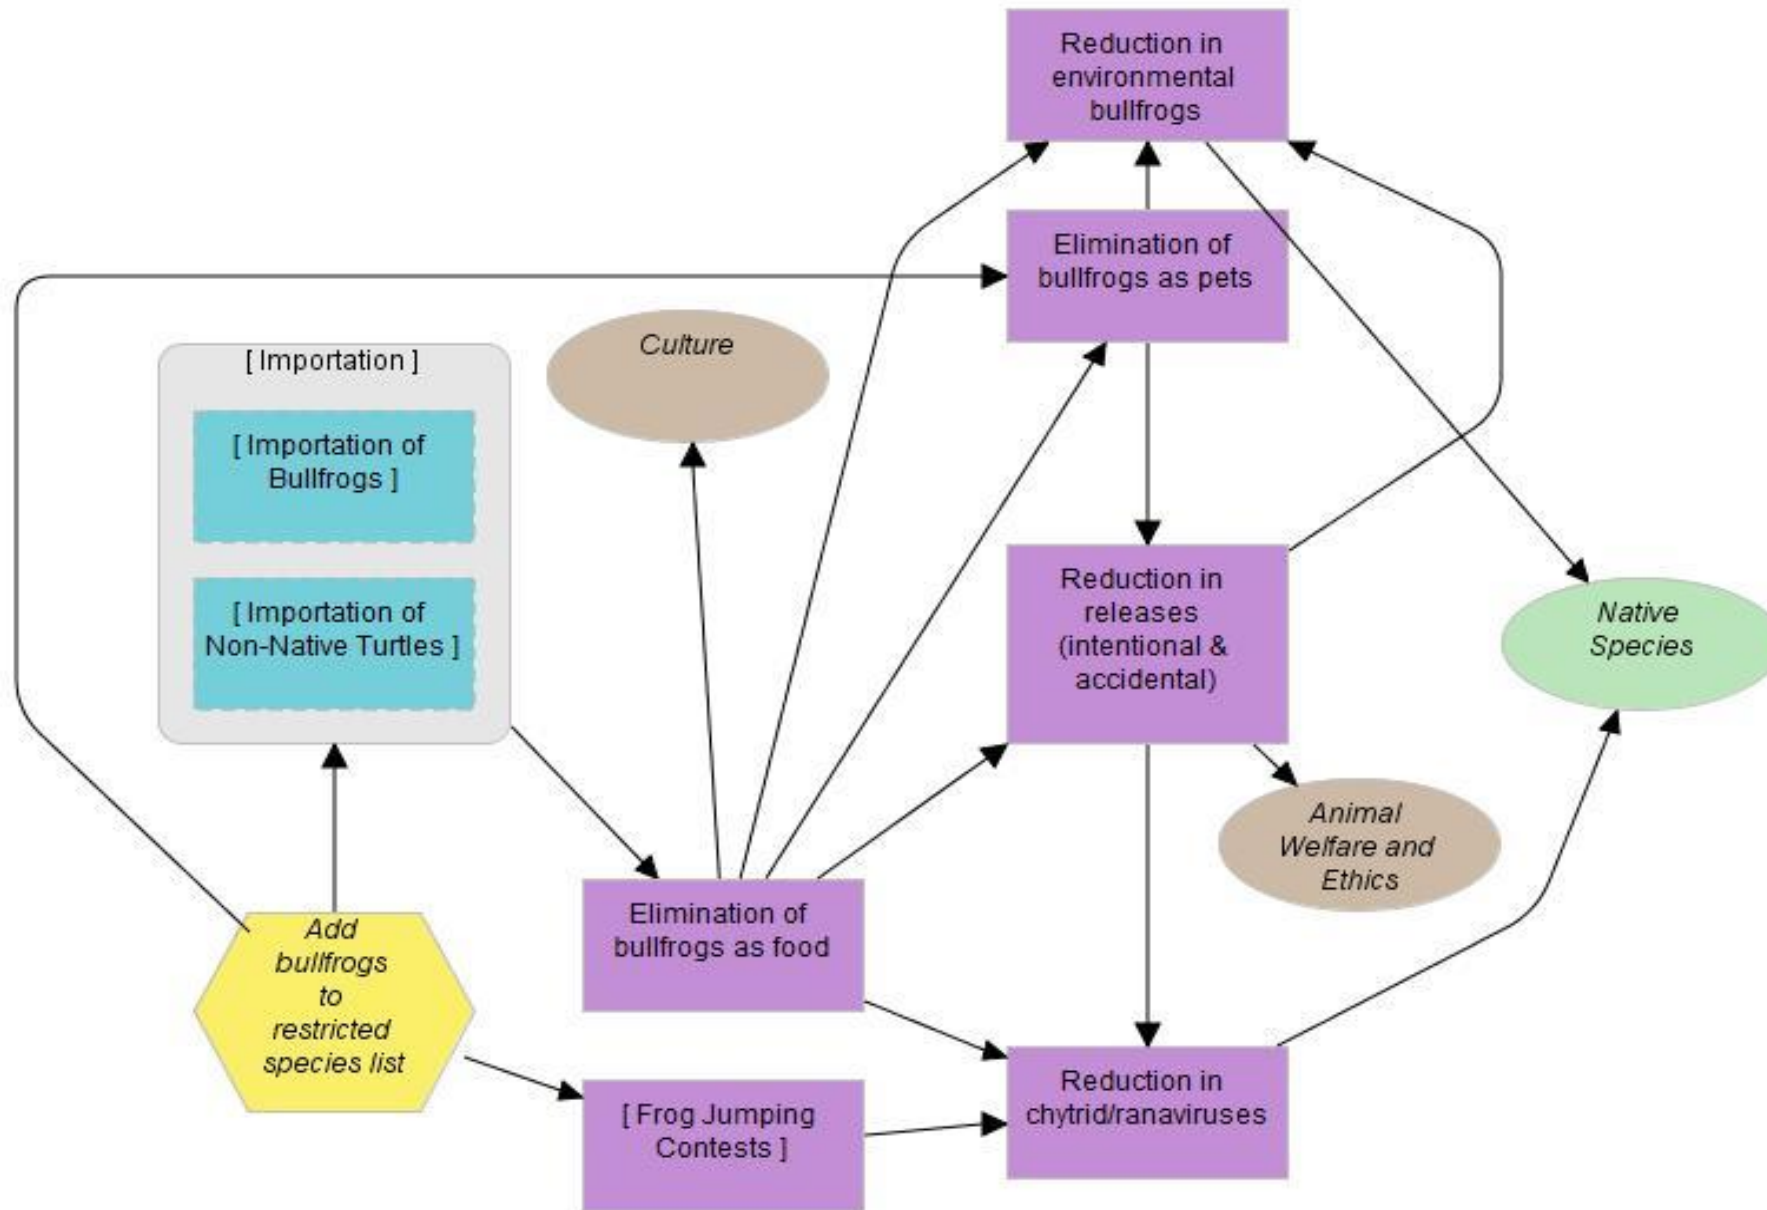 Reduction in
environmental
bullfrogs
Elimination of
bullfrogs as pets
Culture
[ Importation ]
[ Importation of
Bullfrogs ]
[ Importation of
Non-Native Turtles ]
Reduction in
releases
(intentional &
accidental)
Native
Species
Animal
Welfare and
Ethics
Elimination of
bullfrogs as food
Add
bullfrogs
to
restricted
species list
Reduction in
chytrid/ranaviruses
[ Frog Jumping
Contests ]